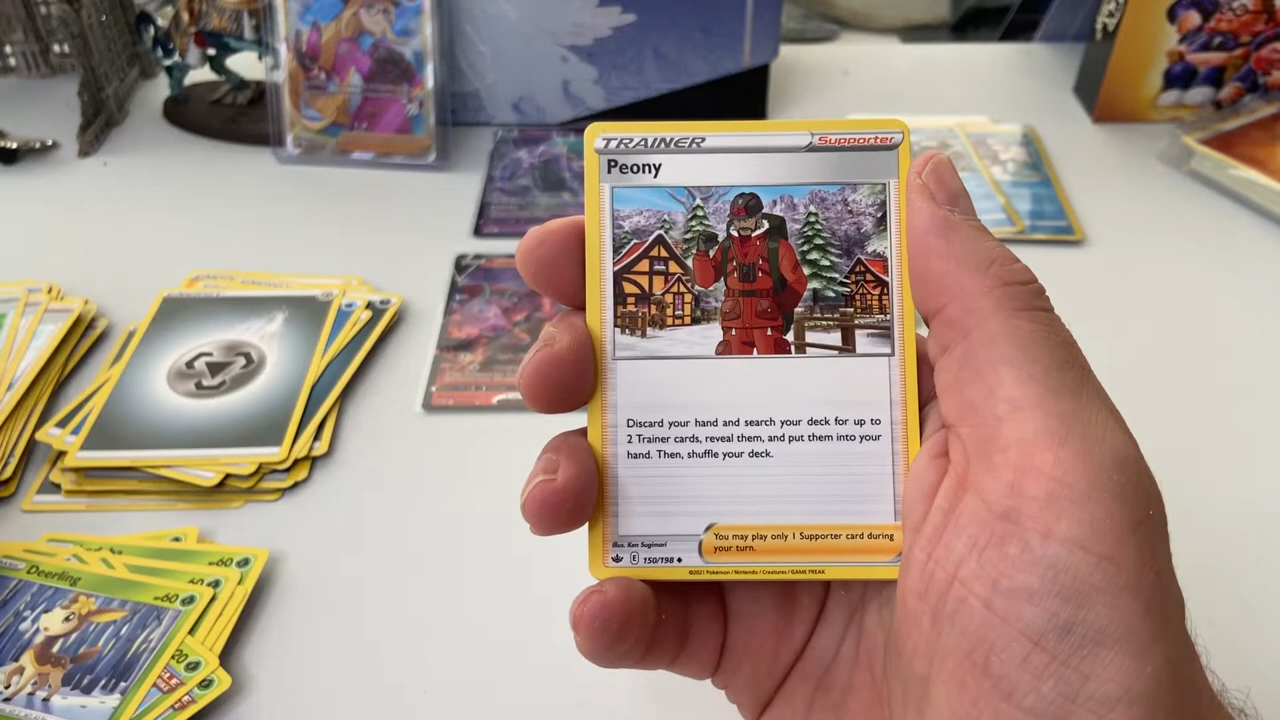 TRAINER
Supporter
Peony
Discard your hand and search your deck for up to
2 Trainer cards, reveal them, and put them into your
hand. Then, shuffle your deck.
You may play only 1 Supporter card during
your turn.
Illus. Ken Sugimori
E 150/198
©2021 Pokémon / Nintendo / Creatures / GAME FREAK
Deerling
60
60